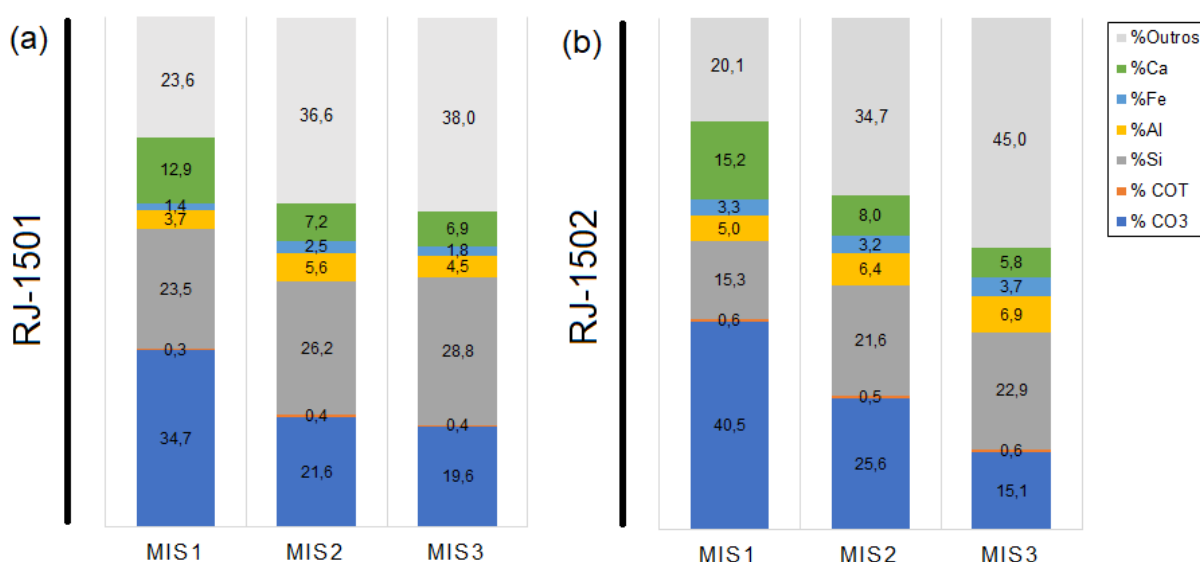 (a)
RJ-1501
23,6
12,9
1,4
3,7
23,5
0,3
34,7
MIS1
36,6
7,2
2,5
5,6
26,2
0,4
21,6
MIS2
38,0
6,9
1,8
4,5
28,8
0,4
19,6
MIS3
(b)
RJ-1502
20,1
15,2
3,3
5,0
15,3
0,6
40,5
MIS1
34,7
8,0
3,2
6,4
21,6
0,5
25,6
MIS2
45,0
5,8
3,7
6,9
22,9
0,6
15,1
MIS3
%Outros
%Ca
%Fe
%Al
%Si
% COT
% CO3